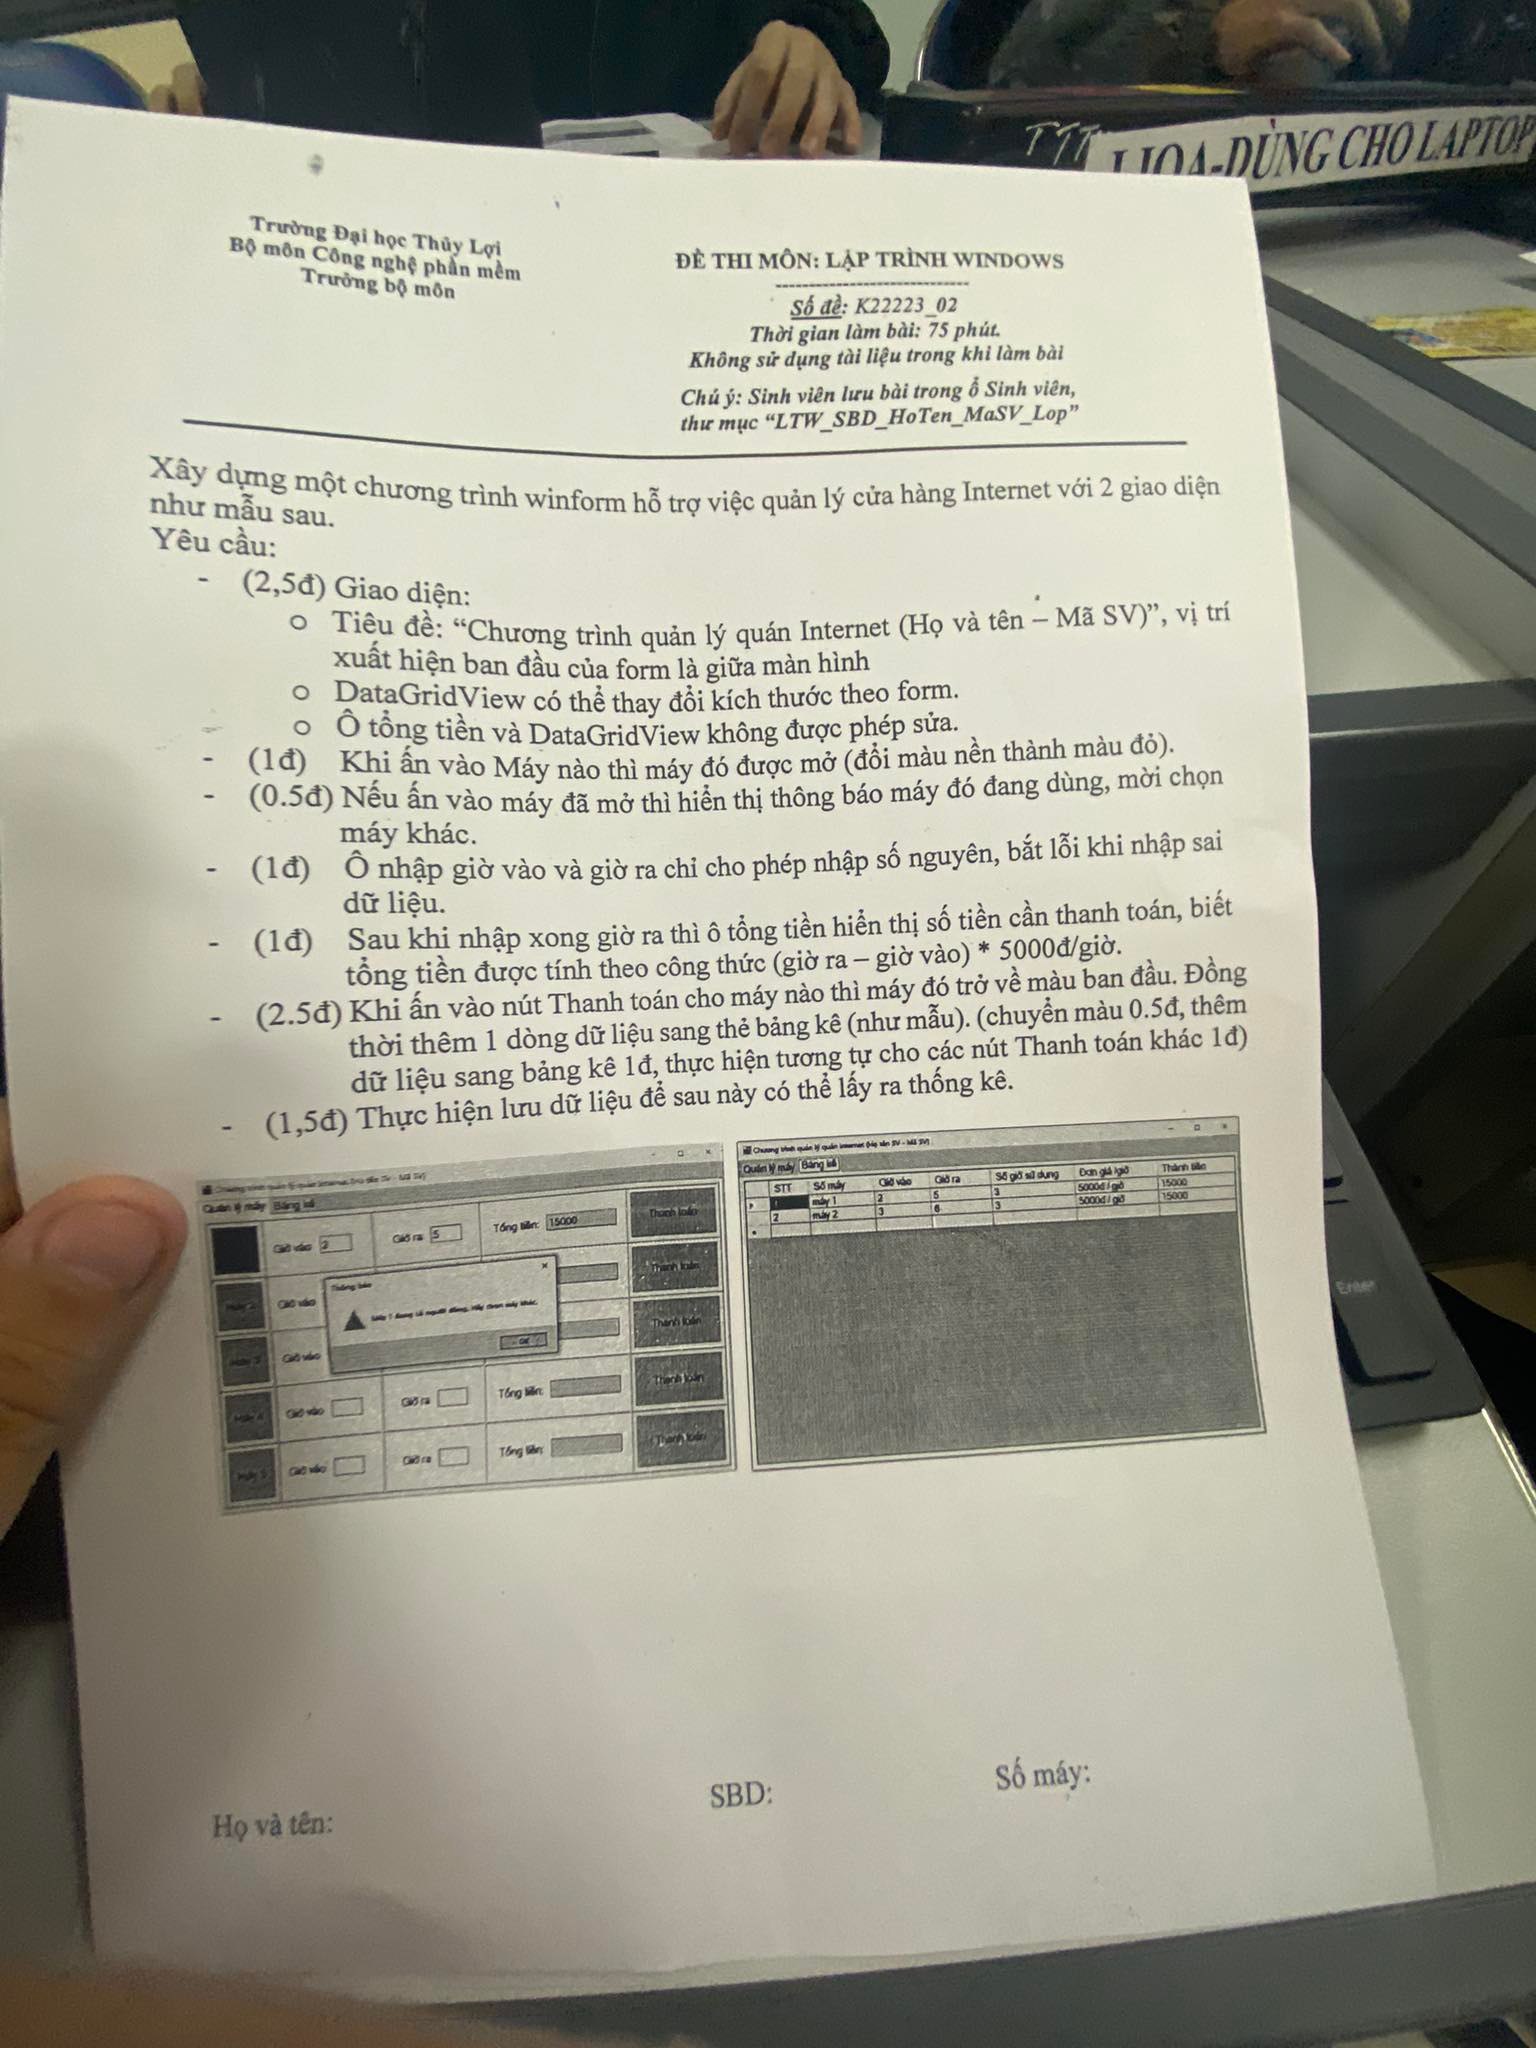 TTT
LIOA-DÙNG CHO LAPTOP
Trường Đại học Thủy Lợi
Bộ môn Công nghệ phần mềm
Trưởng bộ môn
ĐỀ THI MÔN: LẬP TRÌNH WINDOWS
Số đề: K22223_02
Thời gian làm bài: 75 phút.
Không sử dụng tài liệu trong khi làm bài
Chú ý: Sinh viên lưu bài trong ổ Sinh viên,
thư mục “LTW_SBD_HoTen_MaSV_Lop”
Xây dựng một chương trình winform hỗ trợ việc quản lý cửa hàng Internet với 2 giao diện
như mẫu sau.
Yêu cầu:
- (2,5đ) Giao diện:
o Tiêu đề: “Chương trình quản lý quán Internet (Họ và tên – Mã SV)”, vị trí
xuất hiện ban đầu của form là giữa màn hình
o DataGridView có thể thay đổi kích thước theo form.
o Ô tổng tiền và DataGridView không được phép sửa.
- (1đ) Khi ấn vào Máy nào thì máy đó được mở (đổi màu nền thành màu đỏ).
- (0.5đ) Nếu ấn vào máy đã mở thì hiển thị thông báo máy đó đang dùng, mời chọn
máy khác.
- (1đ) Ô nhập giờ vào và giờ ra chỉ cho phép nhập số nguyên, bắt lỗi khi nhập sai
dữ liệu.
- (1đ) Sau khi nhập xong giờ ra thì ô tổng tiền hiển thị số tiền cần thanh toán, biết
tổng tiền được tính theo công thức (giờ ra – giờ vào) * 5000đ/giờ.
- (2.5đ) Khi ấn vào nút Thanh toán cho máy nào thì máy đó trở về màu ban đầu. Đồng
thời thêm 1 dòng dữ liệu sang thẻ bảng kê (như mẫu). (chuyển màu 0.5đ, thêm
dữ liệu sang bảng kê 1đ, thực hiện tương tự cho các nút Thanh toán khác 1đ)
- (1,5đ) Thực hiện lưu dữ liệu để sau này có thể lấy ra thống kê.
Quản lý máy Bảng kê
Giờ vào 2 Giờ ra 5 Tổng tiền: 15000 Thanh toán
Máy 2 Giờ vào Thanh toán
Thông báo
Máy 1 đang có người dùng. Hãy chọn máy khác.
OK
Máy 3 Giờ vào Thanh toán
Máy 4 Giờ vào Giờ ra Tổng tiền: Thanh toán
Máy 5 Giờ vào Giờ ra Tổng tiền: Thanh toán
Chương trình quản lý quán internet (Họ tên SV - Mã SV)
Quản lý máy Bảng kê
STT Số máy Giờ vào Giờ ra Số giờ sử dụng Đơn giá /giờ Thành tiền
máy 1 2 5 3 5000đ / giờ 15000
2 máy 2 3 6 3 5000đ / giờ 15000
Enter
Họ và tên:
SBD:
Số máy: